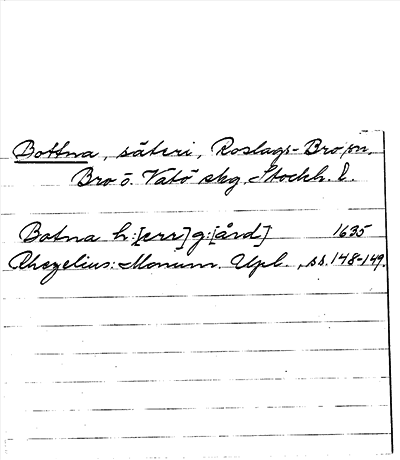 Bottna, säteri, Roslags-Bro sn,
Bro o. Vätö skg, Stockh. l.
Botna h:[err]g:[ård] 1635
Rhezelius: Monum. Upl., ss. 148-149.